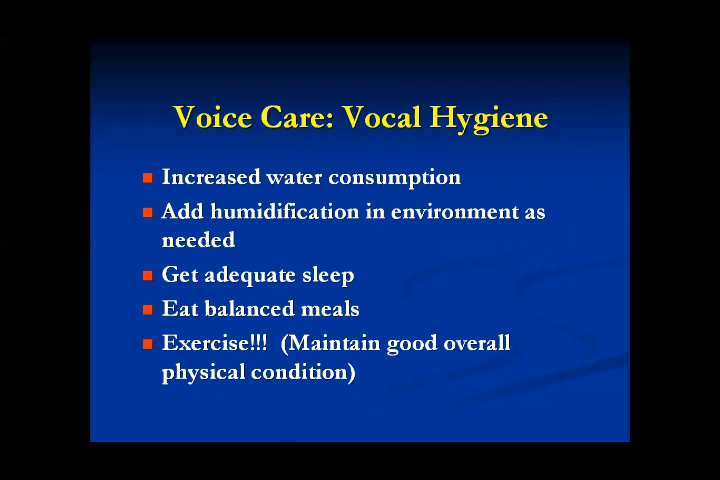 Voice Care: Vocal Hygiene
Increased water consumption
Add humidification in environment as
needed
Get adequate sleep
Eat balanced meals
Exercise!!! (Maintain good overall
physical condition)